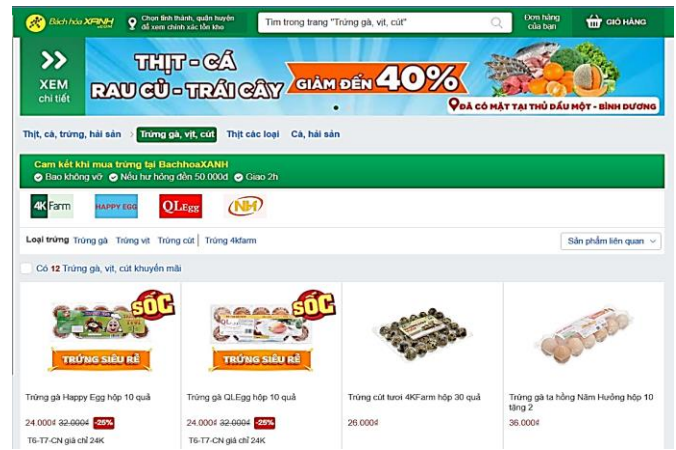 Bách hóa XANH
.com
Chọn tỉnh thành, quận huyện
để xem chính xác tồn kho
Tìm trong trang "Trứng gà, vịt, cút"
Đơn hàng
của bạn
GIỎ HÀNG
XEM
chi tiết
THỊT - CÁ
RAU CỦ - TRÁI CÂY
GIẢM ĐẾN 40%
ĐÃ CÓ MẶT TẠI THỦ DẦU MỘT - BÌNH DƯƠNG
Thịt, cá, trứng, hải sản Trứng gà, vịt, cút Thịt các loại Cá, hải sản
Cam kết khi mua trứng tại BachhoaXANH
Bao không vỡ Nếu hư hỏng đền 50.000đ Giao 2h
4K Farm HAPPY EGG QLEgg NH
Loại trứng Trứng gà Trứng vịt Trứng cút Trứng 4kfarm
Sản phẩm liên quan
Có 12 Trứng gà, vịt, cút khuyến mãi
SỐC
TRỨNG SIÊU RẺ
SỐC
TRỨNG SIÊU RẺ
Trứng gà Happy Egg hộp 10 quả
24.000₫ 32.000₫ -25%
T6-T7-CN giá chỉ 24K
Trứng gà QLEgg hộp 10 quả
24.000₫ 32.000₫ -25%
T6-T7-CN giá chỉ 24K
Trứng cút tươi 4KFarm hộp 30 quả
26.000₫
Trứng gà ta hồng Năm Hưởng hộp 10
tặng 2
36.000₫